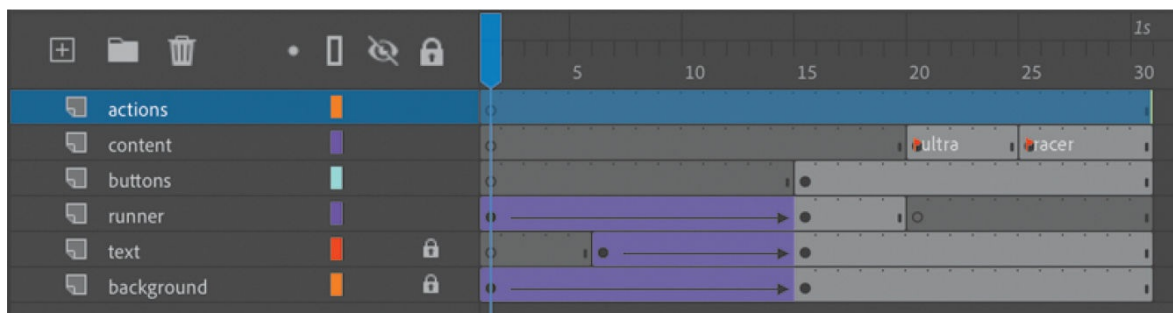 1s
5 10 15 20 25 30
actions
content ultra racer
buttons
runner
text
background